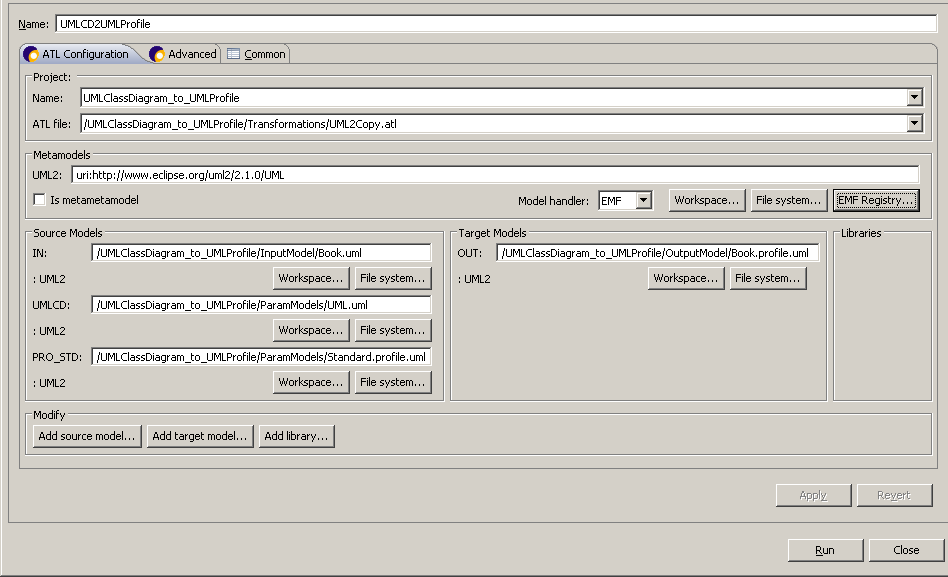 Name: UMLCD2UMLProfile
ATL Configuration Advanced Common
Project:
Name: UMLClassDiagram_to_UMLProfile
ATL file: /UMLClassDiagram_to_UMLProfile/Transformations/UML2Copy.atl
Metamodels
UML2: uri:http://www.eclipse.org/uml2/2.1.0/UML
Is metametamodel Model handler: EMF Workspace... File system... EMF Registry...
Source Models Target Models Libraries
IN: /UMLClassDiagram_to_UMLProfile/InputModel/Book.uml OUT: /UMLClassDiagram_to_UMLProfile/OutputModel/Book.profile.uml
: UML2 Workspace... File system... : UML2 Workspace... File system...
UMLCD: /UMLClassDiagram_to_UMLProfile/ParamModels/UML.uml
: UML2 Workspace... File system...
PRO_STD: /UMLClassDiagram_to_UMLProfile/ParamModels/Standard.profile.uml
: UML2 Workspace... File system...
Modify
Add source model... Add target model... Add library...
Apply Revert
Run Close